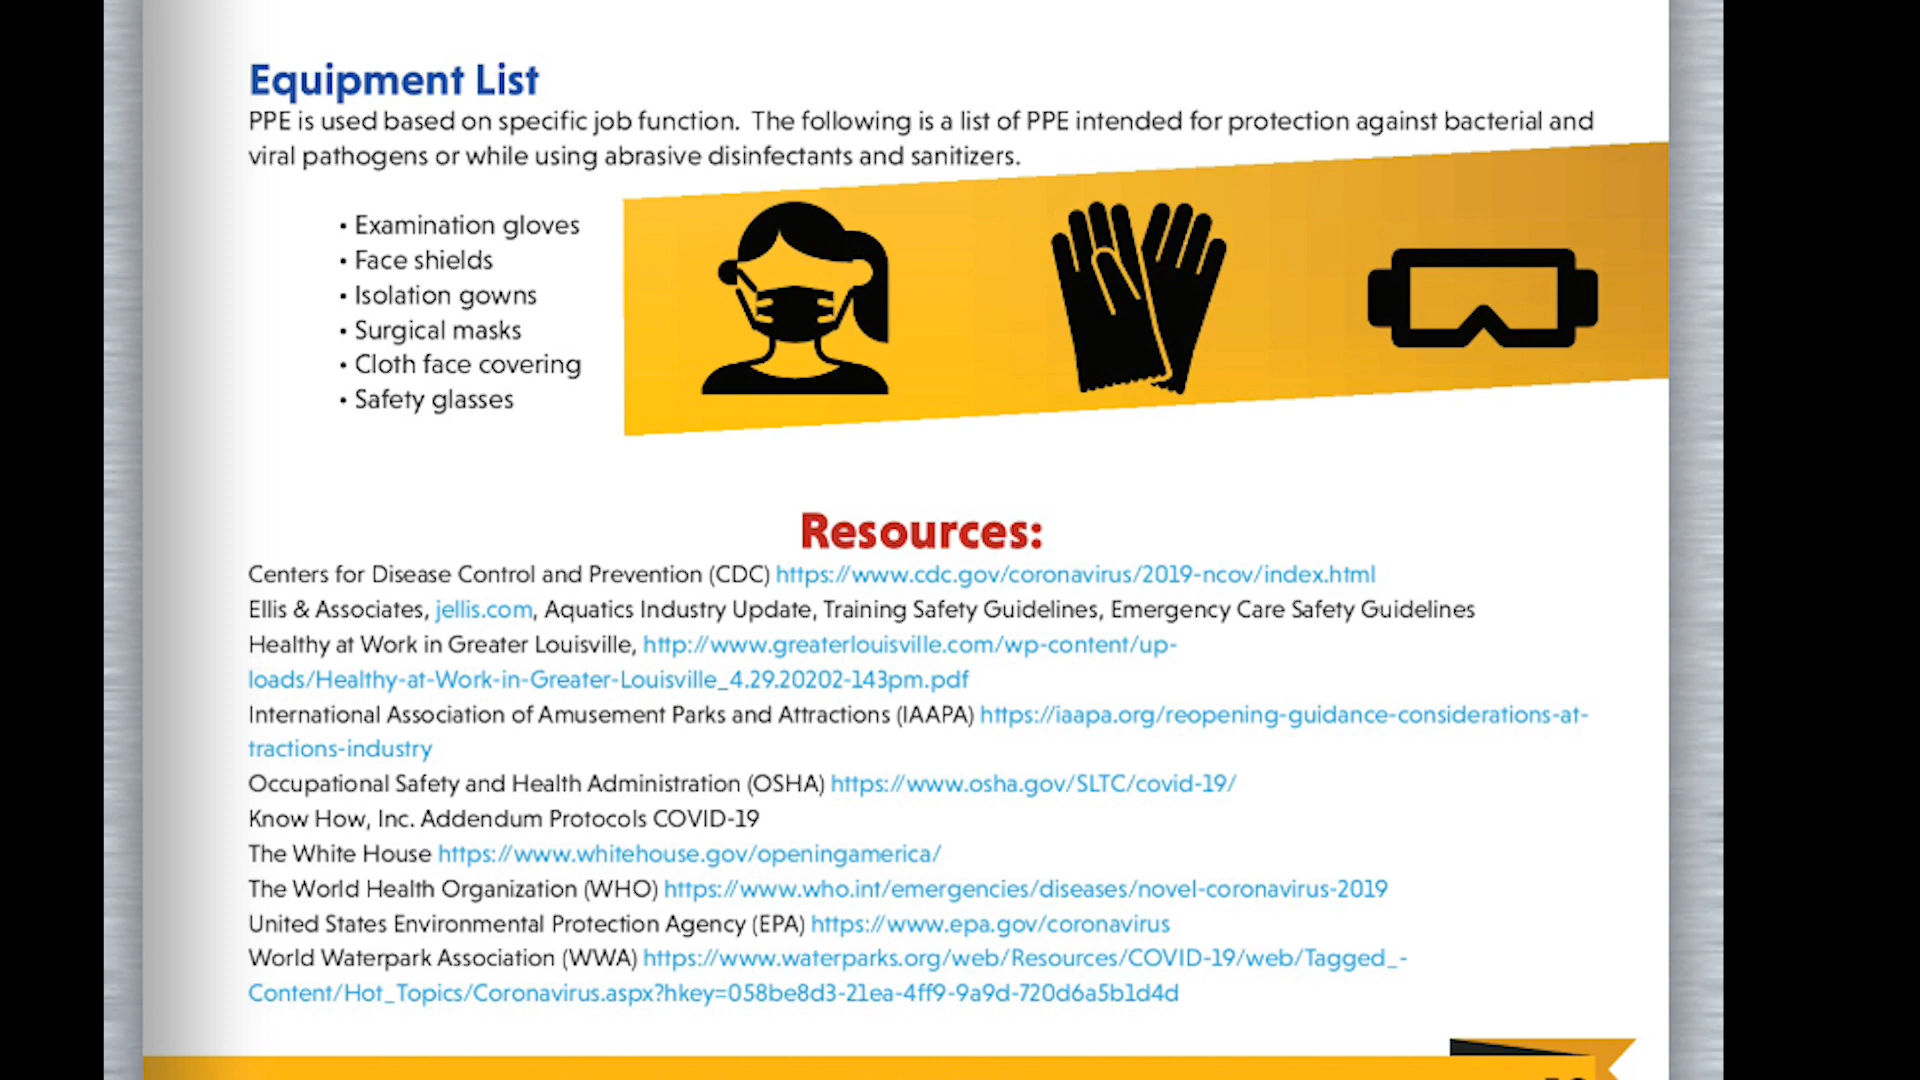 Equipment List
PPE is used based on specific job function.  The following is a list of PPE intended for protection against bacterial and
viral pathogens or while using abrasive disinfectants and sanitizers.
• Examination gloves
• Face shields
• Isolation gowns
• Surgical masks
• Cloth face covering
• Safety glasses
Resources:
Centers for Disease Control and Prevention (CDC) https://www.cdc.gov/coronavirus/2019-ncov/index.html
Ellis & Associates, jellis.com, Aquatics Industry Update, Training Safety Guidelines, Emergency Care Safety Guidelines
Healthy at Work in Greater Louisville, http://www.greaterlouisville.com/wp-content/up-
loads/Healthy-at-Work-in-Greater-Louisville_4.29.20202-143pm.pdf
International Association of Amusement Parks and Attractions (IAAPA) https://iaapa.org/reopening-guidance-considerations-at-
tractions-industry
Occupational Safety and Health Administration (OSHA) https://www.osha.gov/SLTC/covid-19/
Know How, Inc. Addendum Protocols COVID-19
The White House https://www.whitehouse.gov/openingamerica/
The World Health Organization (WHO) https://www.who.int/emergencies/diseases/novel-coronavirus-2019
United States Environmental Protection Agency (EPA) https://www.epa.gov/coronavirus
World Waterpark Association (WWA) https://www.waterparks.org/web/Resources/COVID-19/web/Tagged_-
Content/Hot_Topics/Coronavirus.aspx?hkey=058be8d3-21ea-4ff9-9a9d-720d6a5b1d4d